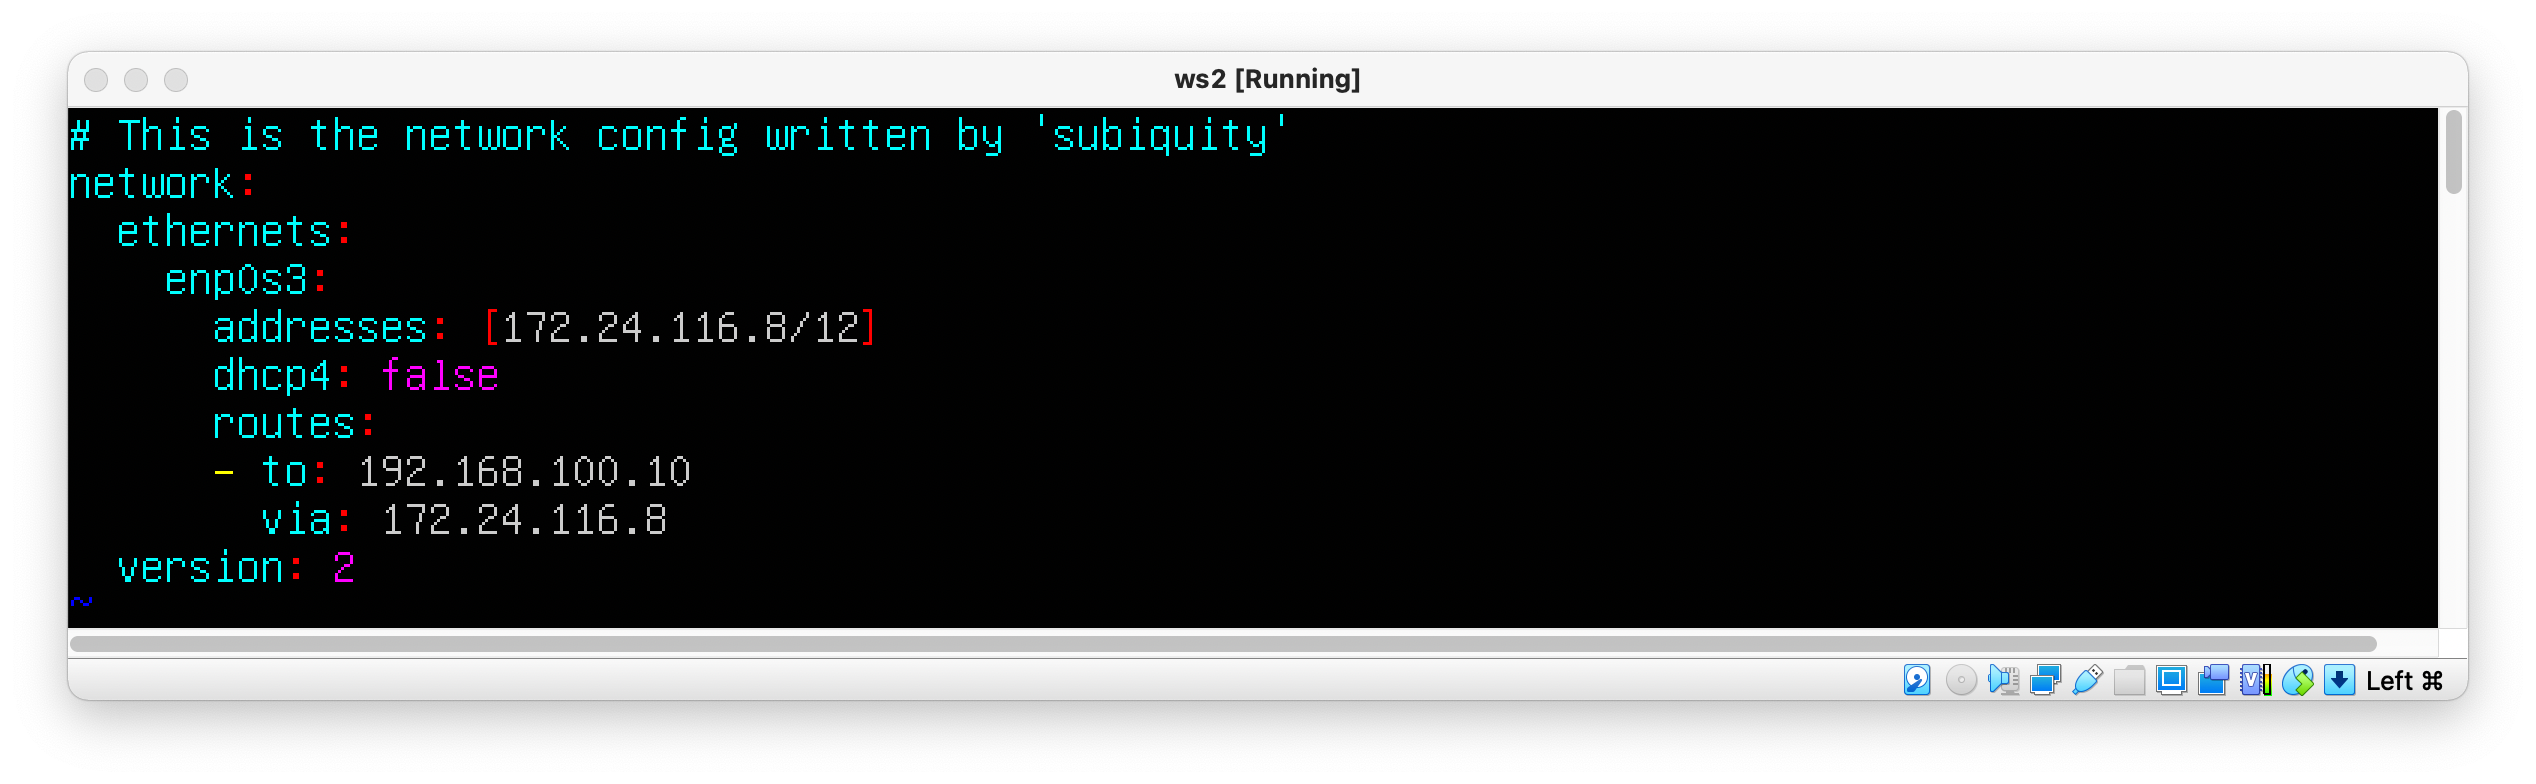 ws2 [Running]
# This is the network config written by 'subiquity'
network:
  ethernets:
    enp0s3:
      addresses: [172.24.116.8/12]
      dhcp4: false
      routes:
      - to: 192.168.100.10
        via: 172.24.116.8
  version: 2
~
Left ⌘